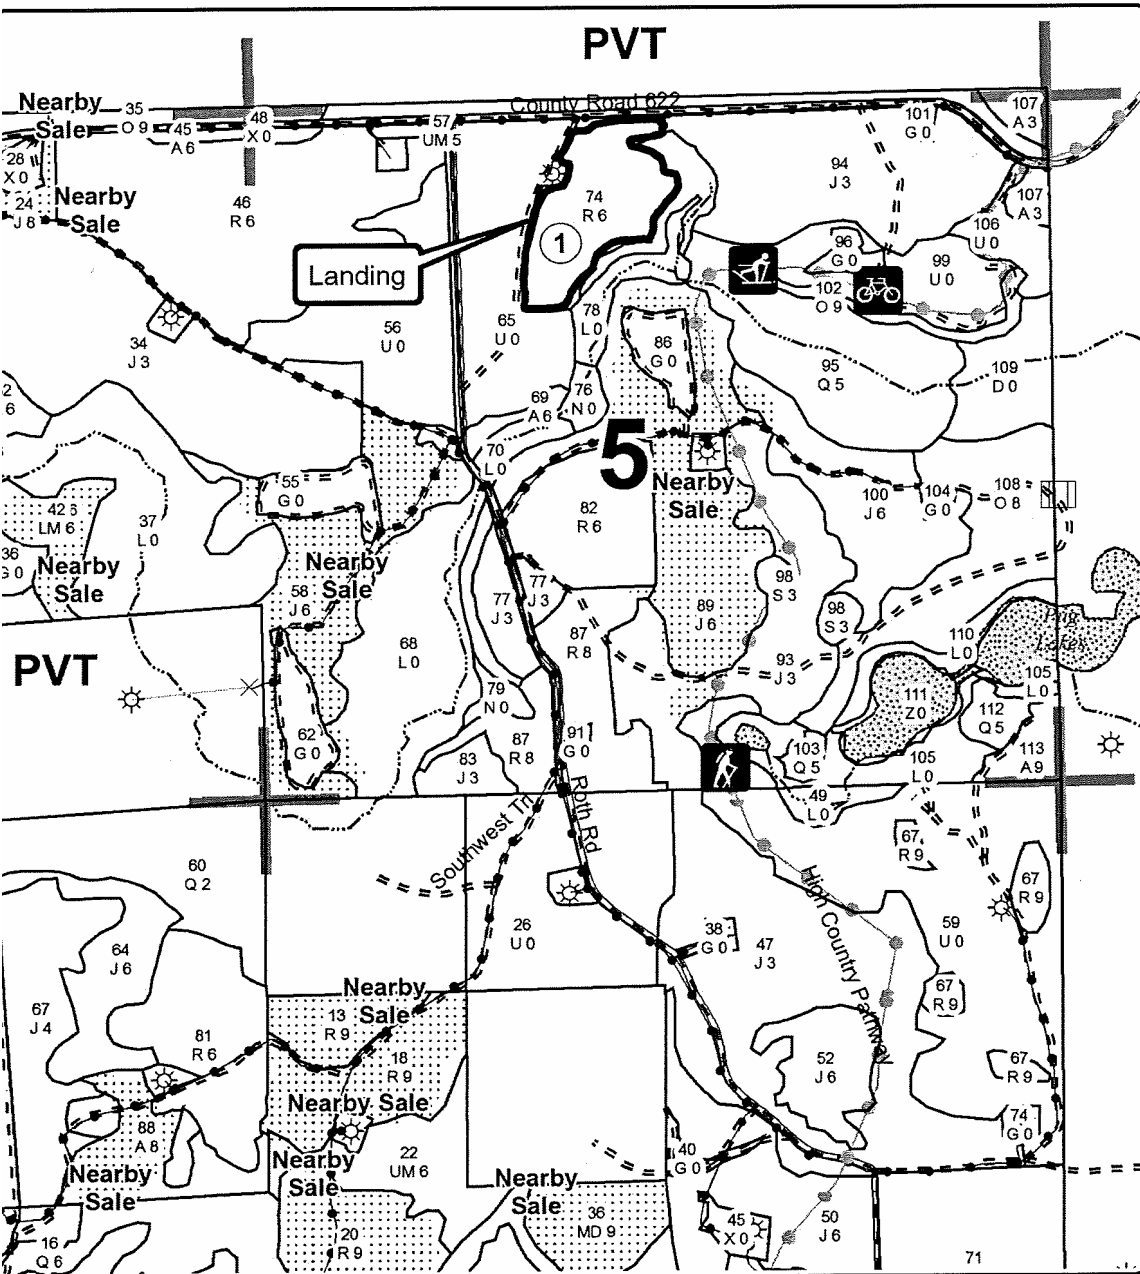 PVT
County Road 622
Nearby
Sale
35
O 9
45
A 6
48
X 0
57
UM 5
101
G 0
107
A 3
28
X 0
24
J 8
Nearby
Sale
46
R 6
74
R 6
1
94
J 3
107
A 3
106
U 0
96
G 0
99
U 0
102
O 9
Landing
34
J 3
56
U 0
65
U 0
78
L 0
86
G 0
95
Q 5
109
D 0
6
69
A 6
76
N 0
5
70
L 0
55
G 0
Nearby
Sale
82
R 6
100
J 6
104
G 0
108
O 8
42
LM 6
37
L 0
36
G 0
Nearby
Sale
Nearby
Sale
58
J 6
77
J 3
77
J 3
98
S 3
98
S 3
89
J 6
87
R 8
93
J 3
110
L 0
Lakes
PVT
68
L 0
79
N 0
105
L 0
111
Z 0
112
Q 5
62
G 0
83
J 3
87
R 8
91
G 0
103
Q 5
105
L 0
113
A 9
49
L 0
Southwest Trl
Roth Rd
High Country Pathway
67
R 9
67
R 9
60
Q 2
64
J 6
26
U 0
38
G 0
47
J 3
59
U 0
67
R 9
67
J 4
81
R 6
Nearby
Sale
13
R 9
18
R 9
52
J 6
67
R 9
Nearby Sale
74
G 0
88
A 8
Nearby
Sale
Nearby
Sale
22
UM 6
40
G 0
Nearby
Sale
36
MD 9
45
X 0
50
J 6
16
Q 6
20
R 9
71